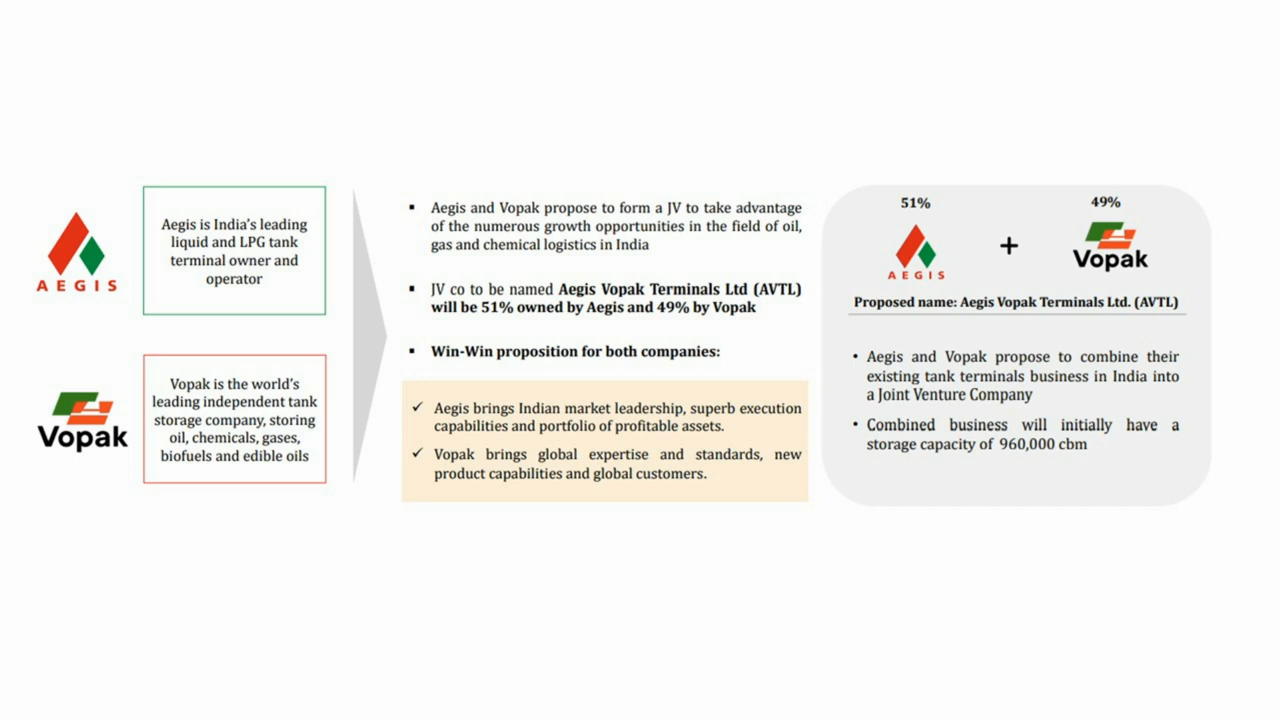 AEGIS
Aegis is India's leading
liquid and LPG tank
terminal owner and
operator
Vopak
Vopak is the world's
leading independent tank
storage company, storing
oil, chemicals, gases,
biofuels and edible oils
▪ Aegis and Vopak propose to form a JV to take advantage
of the numerous growth opportunities in the field of oil,
gas and chemical logistics in India
▪ JV co to be named Aegis Vopak Terminals Ltd (AVTL)
will be 51% owned by Aegis and 49% by Vopak
▪ Win-Win proposition for both companies:
✓ Aegis brings Indian market leadership, superb execution
capabilities and portfolio of profitable assets.
✓ Vopak brings global expertise and standards, new
product capabilities and global customers.
51% 49%
AEGIS + Vopak
Proposed name: Aegis Vopak Terminals Ltd. (AVTL)
• Aegis and Vopak propose to combine their
existing tank terminals business in India into
a Joint Venture Company
• Combined business will initially have a
storage capacity of 960,000 cbm